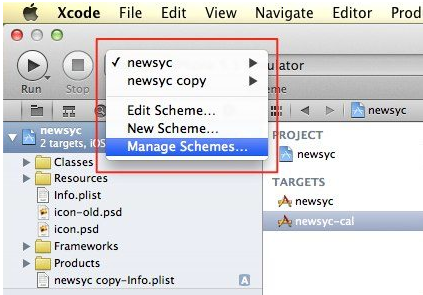 Xcode File Edit View Navigate Editor Prod
newsyc
ulator
newsyc copy
Run Stop
eme
Edit Scheme...
New Scheme...
Manage Schemes...
newsyc
newsyc
2 targets, iOS
PROJECT
newsyc
TARGETS
newsyc
newsyc-cal
Classes
Resources
Info.plist
icon-old.psd
icon.psd
Frameworks
Products
newsyc copy-Info.plist A